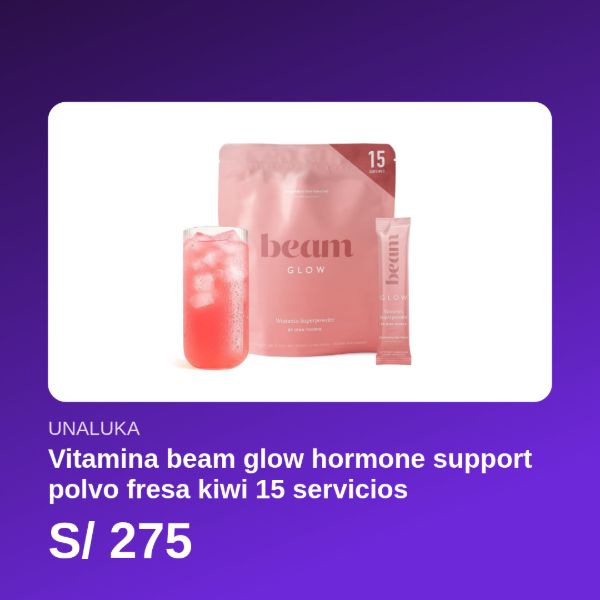 15
beam
GLOW
beam
GLOW
UNALUKA
Vitamina beam glow hormone support
polvo fresa kiwi 15 servicios
S/ 275